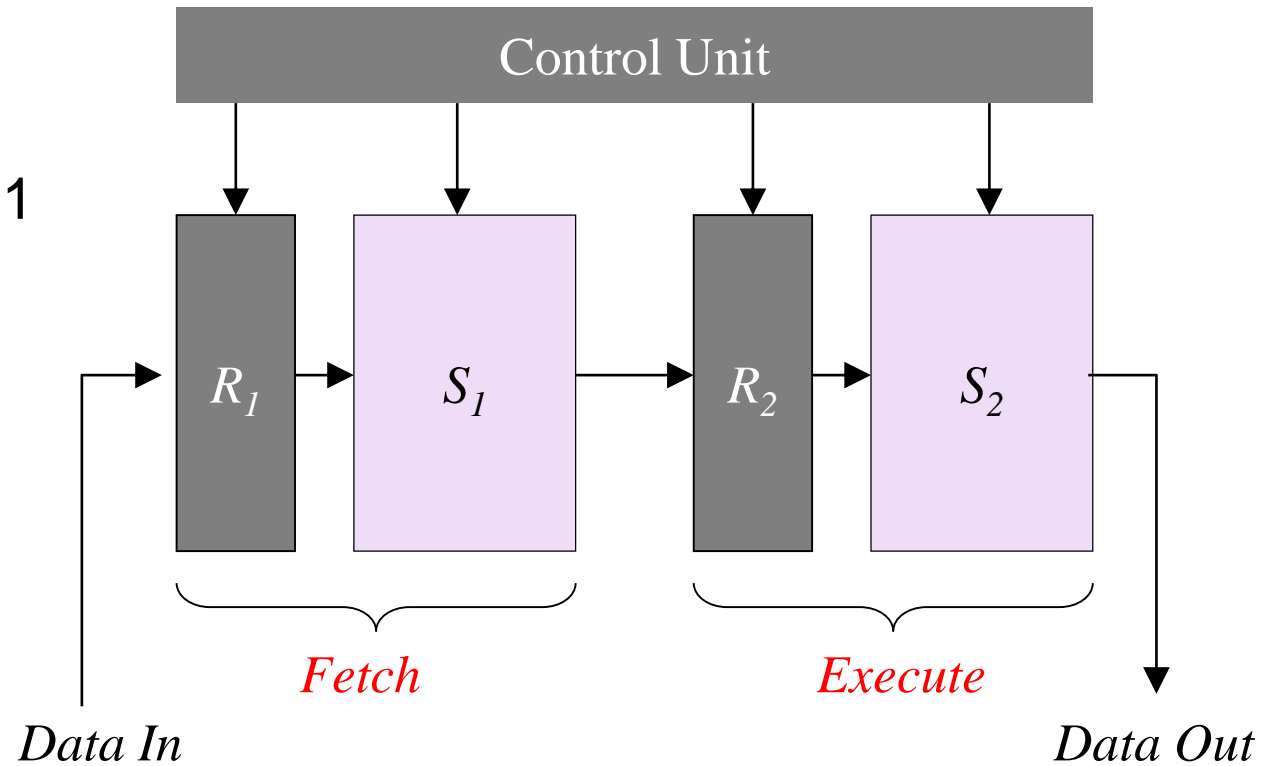 Control Unit
1
R1
S1
R2
S2
Fetch
Execute
Data In
Data Out